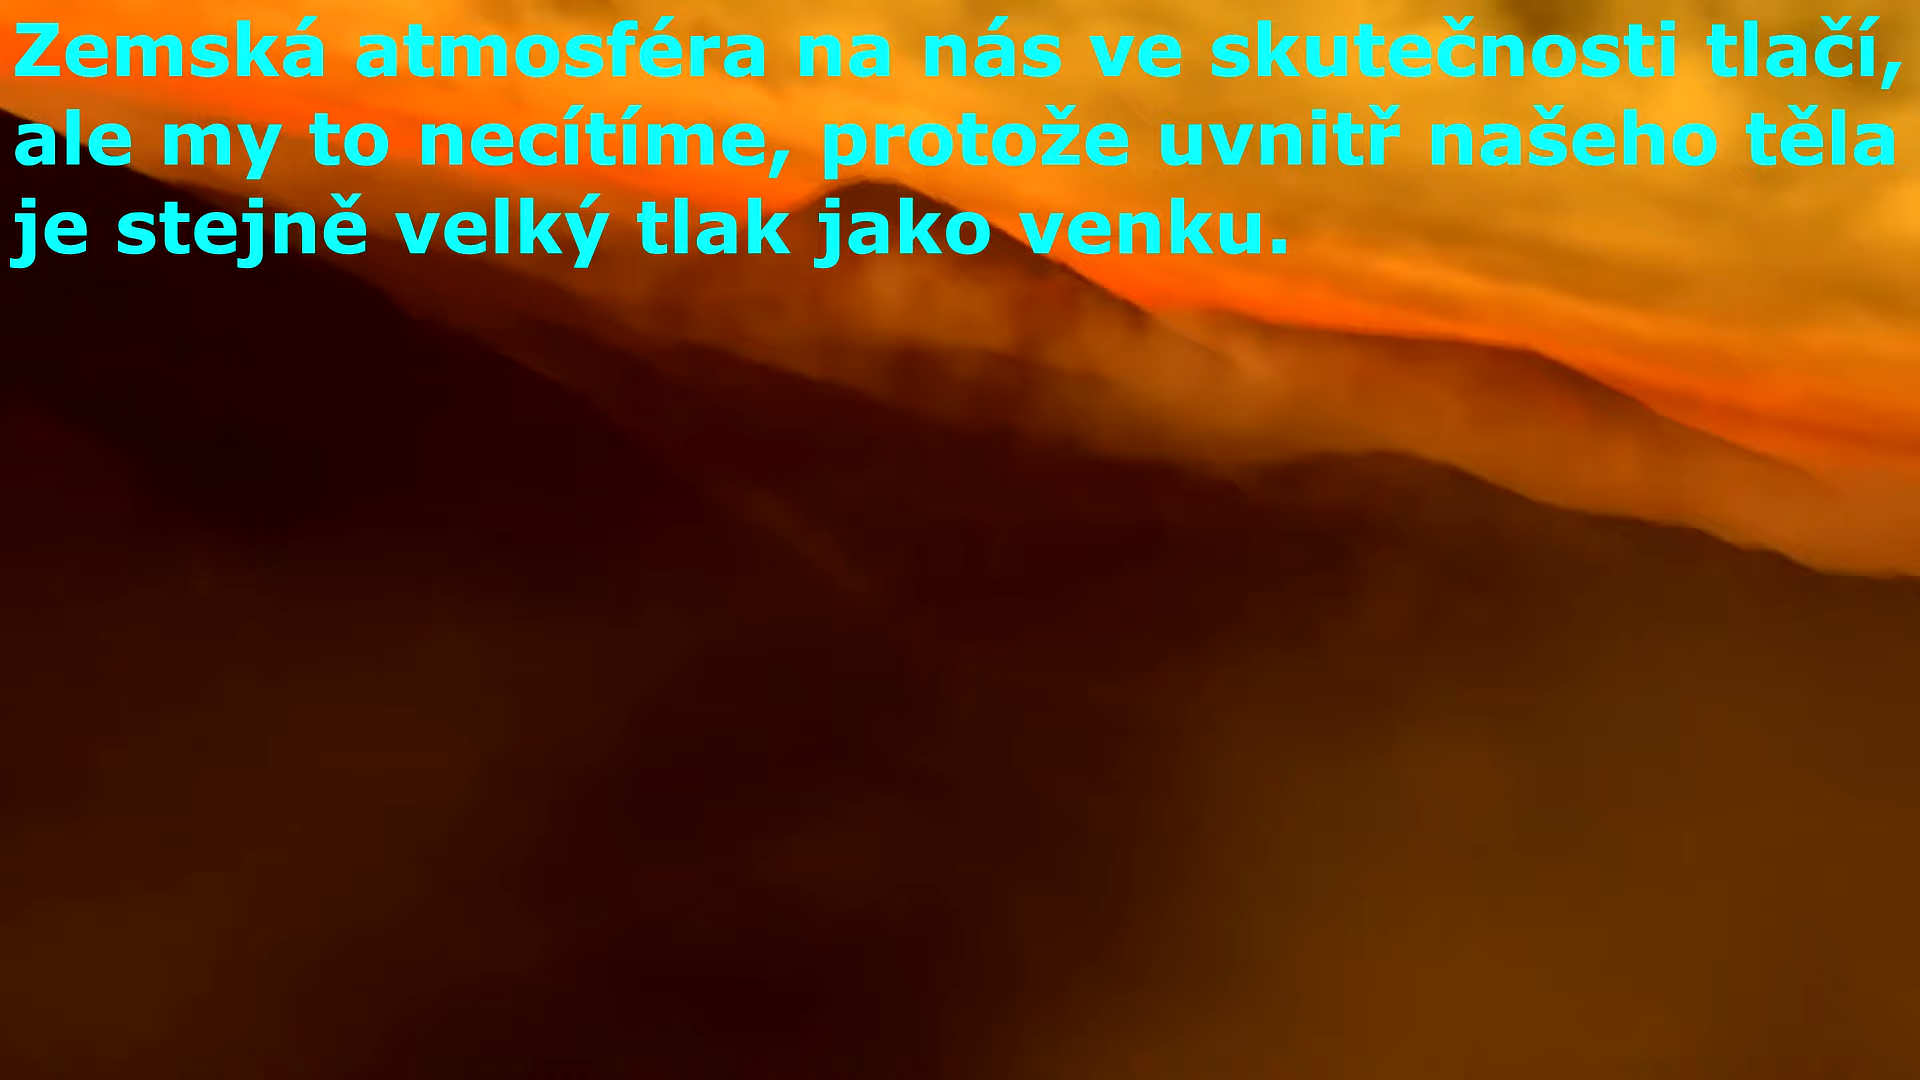 Zemská atmosféra na nás ve skutečnosti tlačí,
ale my to necítíme, protože uvnitř našeho těla
je stejně velký tlak jako venku.